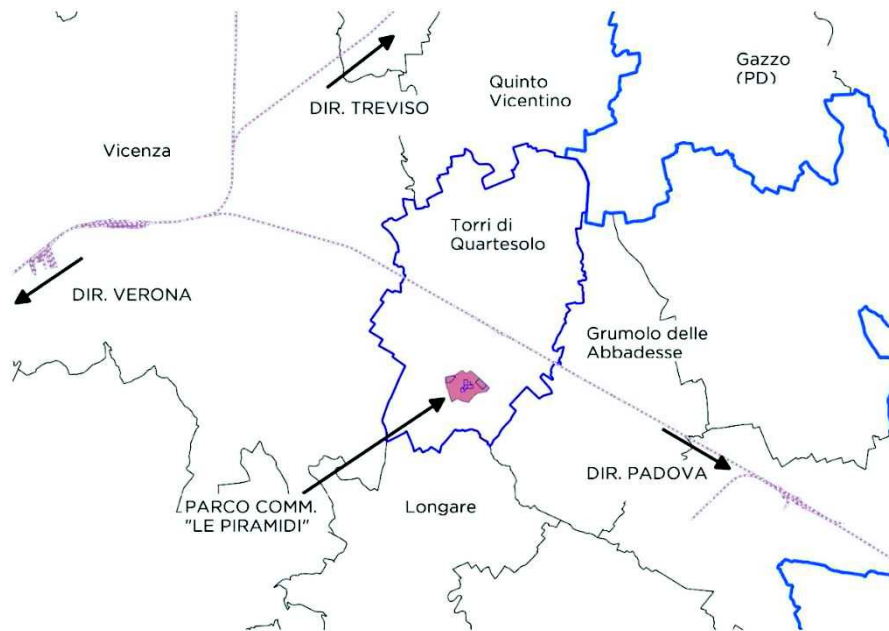 Gazzo
(PD)
Quinto
Vicentino
DIR. TREVISO
Vicenza
Torri di
Quartesolo
DIR. VERONA
Grumolo delle
Abbadesse
DIR. PADOVA
PARCO COMM.
"LE PIRAMIDI"
Longare